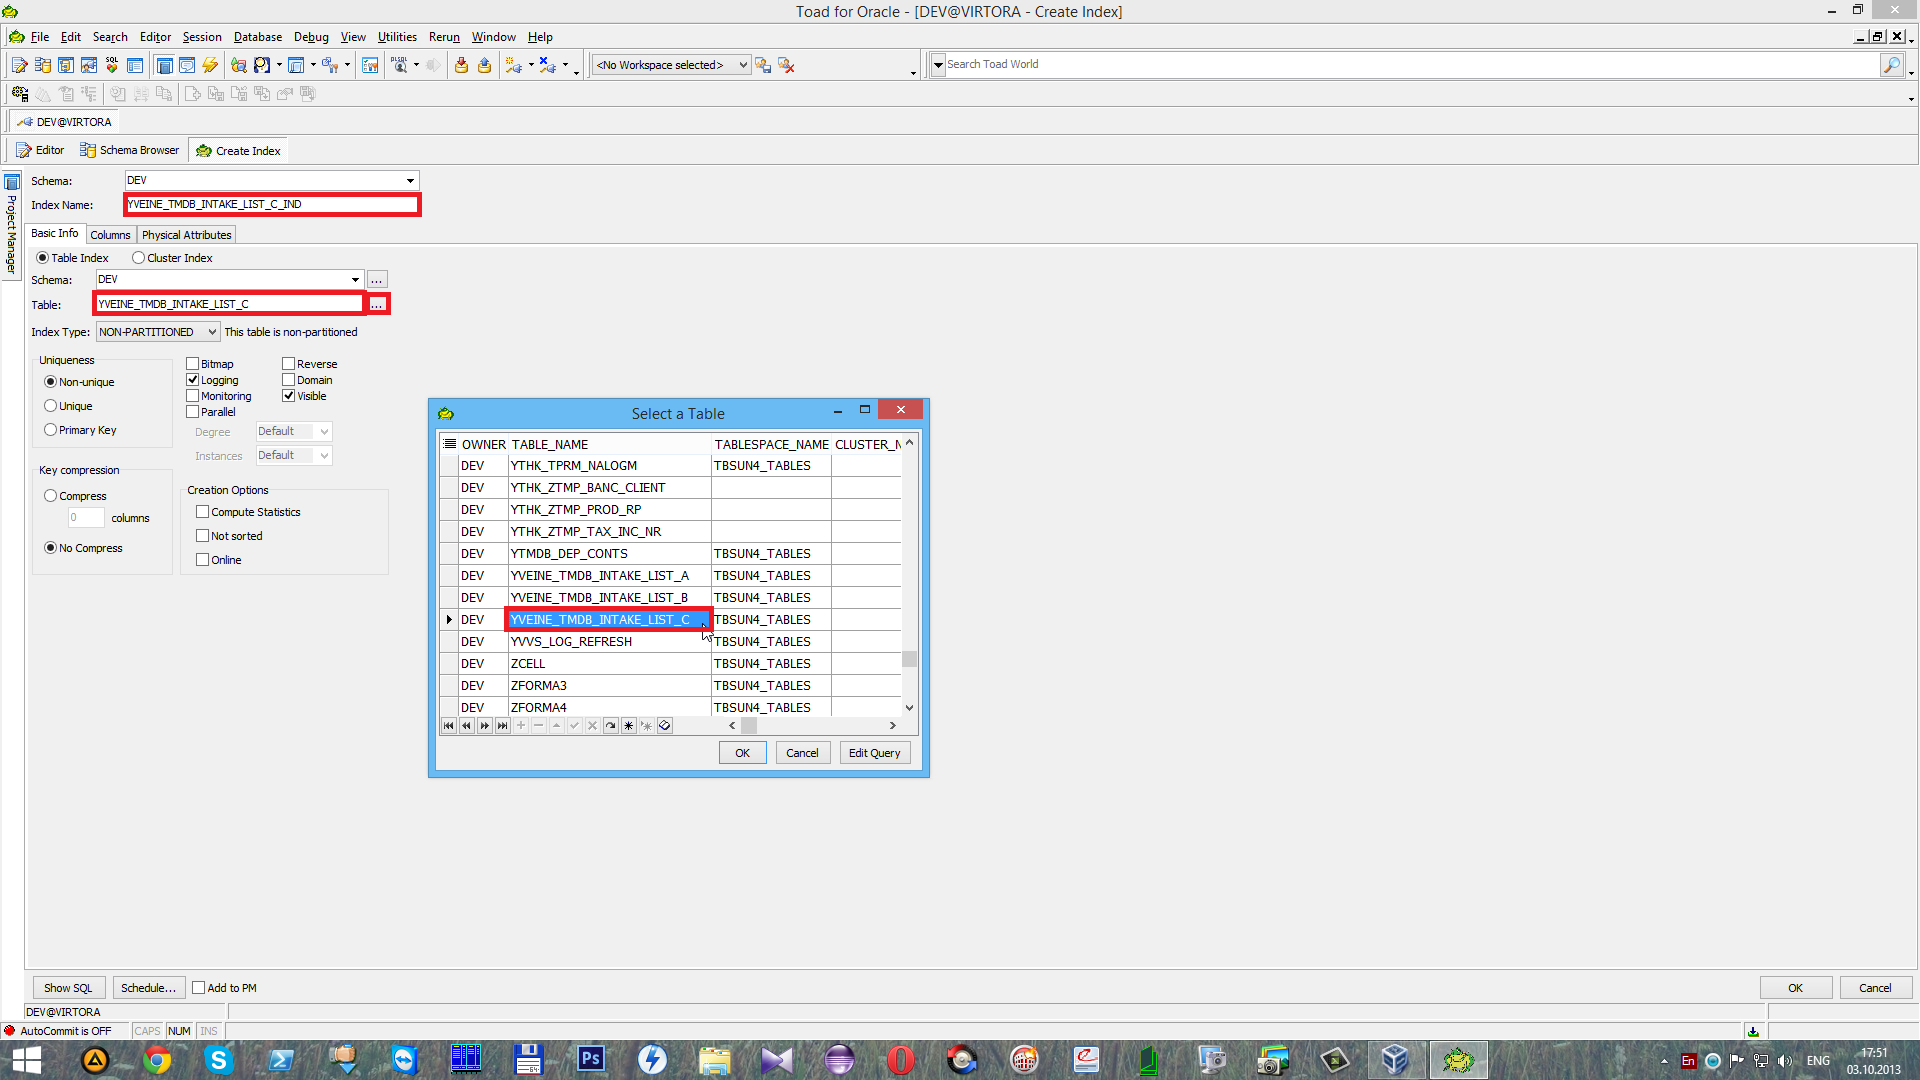 Toad for Oracle - [DEV@VIRTORA - Create Index]
File Edit Search Editor Session Database Debug View Utilities Rerun Window Help
<No Workspace selected> Search Toad World
DEV@VIRTORA
Editor Schema Browser Create Index
Project Manager
Schema: DEV
Index Name: YVEINE_TMDB_INTAKE_LIST_C_IND
Basic Info Columns Physical Attributes
Table Index Cluster Index
Schema: DEV ...
Table: YVEINE_TMDB_INTAKE_LIST_C ...
Index Type: NON-PARTITIONED This table is non-partitioned
Uniqueness
Non-unique
Unique
Primary Key
Bitmap Reverse
Logging Domain
Monitoring Visible
Parallel
Degree Default
Instances Default
Key compression
Compress
0 columns
No Compress
Creation Options
Compute Statistics
Not sorted
Online
Select a Table
OWNER TABLE_NAME TABLESPACE_NAME CLUSTER_N
DEV YTHK_TPRM_NALOGM TBSUN4_TABLES
DEV YTHK_ZTMP_BANC_CLIENT
DEV YTHK_ZTMP_PROD_RP
DEV YTHK_ZTMP_TAX_INC_NR
DEV YTMDB_DEP_CONTS TBSUN4_TABLES
DEV YVEINE_TMDB_INTAKE_LIST_A TBSUN4_TABLES
DEV YVEINE_TMDB_INTAKE_LIST_B TBSUN4_TABLES
DEV YVEINE_TMDB_INTAKE_LIST_C TBSUN4_TABLES
DEV YVVS_LOG_REFRESH TBSUN4_TABLES
DEV ZCELL TBSUN4_TABLES
DEV ZFORMA3 TBSUN4_TABLES
DEV ZFORMA4 TBSUN4_TABLES
OK Cancel Edit Query
Show SQL Schedule... Add to PM OK Cancel
DEV@VIRTORA
AutoCommit is OFF CAPS NUM INS
Ps 64 En ENG 17:51
03.10.2013